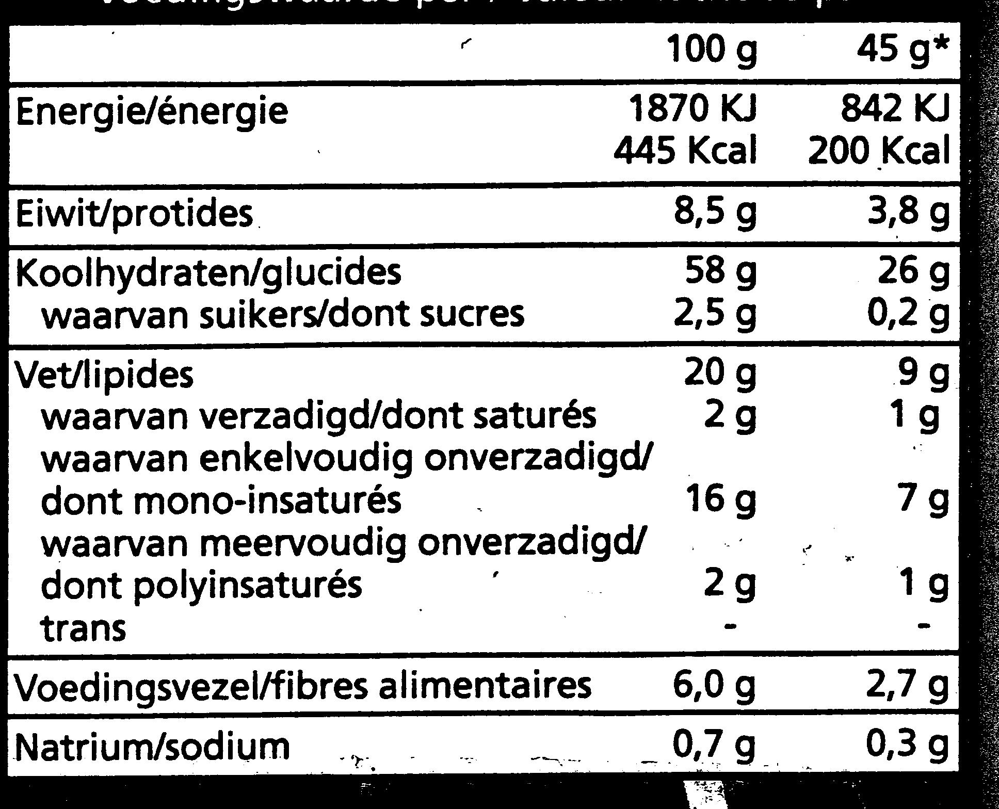 100 g 45 g*
Energie/énergie 1870 KJ 842 KJ
445 Kcal 200 Kcal
Eiwit/protides 8,5 g 3,8 g
Koolhydraten/glucides 58 g 26 g
waarvan suikers/dont sucres 2,5 g 0,2 g
Vet/lipides 20 g 9 g
waarvan verzadigd/dont saturés 2 g 1 g
waarvan enkelvoudig onverzadigd/
dont mono-insaturés 16 g 7 g
waarvan meervoudig onverzadigd/
dont polyinsaturés 2 g 1 g
trans - -
Voedingsvezel/fibres alimentaires 6,0 g 2,7 g
Natrium/sodium 0,7 g 0,3 g